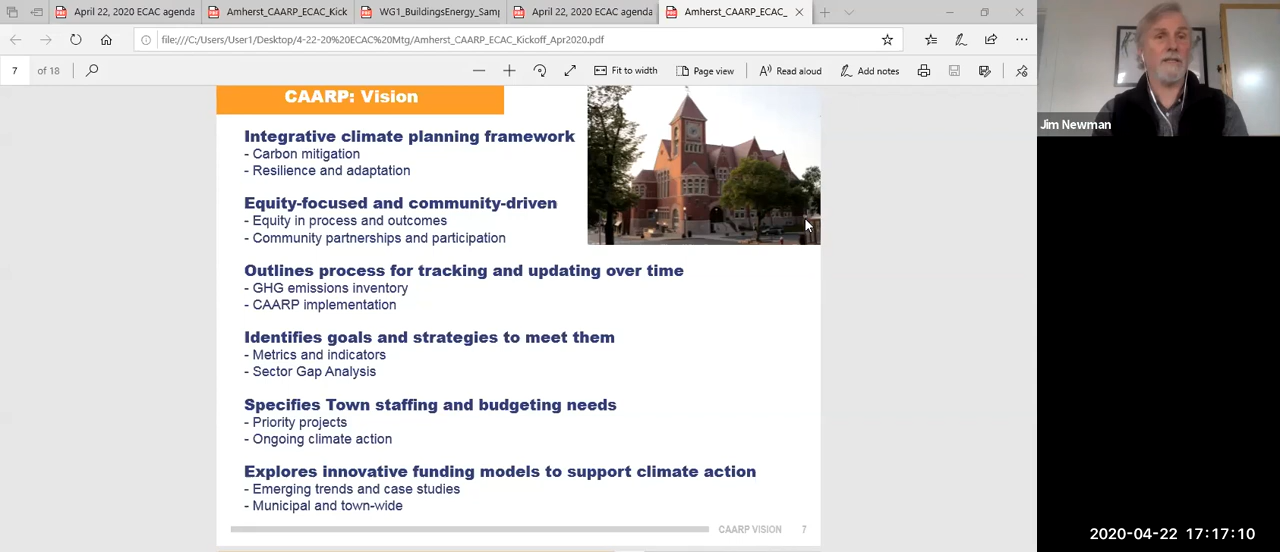 April 22, 2020 ECAC agenda
Amherst_CAARP_ECAC_Kick
WG1_BuildingsEnergy_Samp
April 22, 2020 ECAC agenda
Amherst_CAARP_ECAC_
file:///C:/Users/User1/Desktop/4-22-20%20ECAC%20Mtg/Amherst_CAARP_ECAC_Kickoff_Apr2020.pdf
7 of 18
Fit to width
Page view
Read aloud
Add notes
Jim Newman
CAARP: Vision
Integrative climate planning framework
- Carbon mitigation
- Resilience and adaptation
Equity-focused and community-driven
- Equity in process and outcomes
- Community partnerships and participation
Outlines process for tracking and updating over time
- GHG emissions inventory
- CAARP implementation
Identifies goals and strategies to meet them
- Metrics and indicators
- Sector Gap Analysis
Specifies Town staffing and budgeting needs
- Priority projects
- Ongoing climate action
Explores innovative funding models to support climate action
- Emerging trends and case studies
- Municipal and town-wide
CAARP VISION 7
2020-04-22 17:17:10